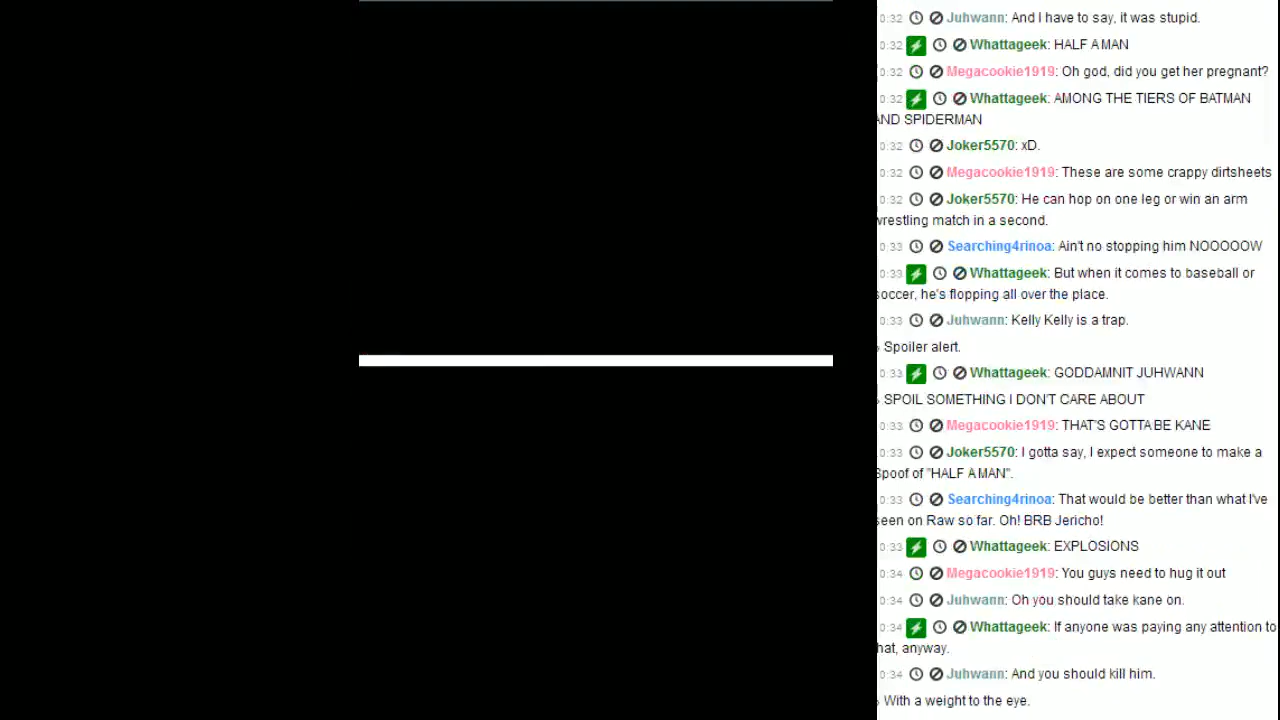 0:32 Juhwann: And I have to say, it was stupid.
0:32 Whattageek: HALF A MAN
0:32 Megacookie1919: Oh god, did you get her pregnant?
0:32 Whattageek: AMONG THE TIERS OF BATMAN
AND SPIDERMAN
0:32 Joker5570: xD.
0:32 Megacookie1919: These are some crappy dirtsheets
0:32 Joker5570: He can hop on one leg or win an arm
wrestling match in a second.
0:33 Searching4rinoa: Ain't no stopping him NOOOOOW
0:33 Whattageek: But when it comes to baseball or
soccer, he's flopping all over the place.
0:33 Juhwann: Kelly Kelly is a trap.
Spoiler alert.
0:33 Whattageek: GODDAMNIT JUHWANN
SPOIL SOMETHING I DON'T CARE ABOUT
0:33 Megacookie1919: THAT'S GOTTA BE KANE
0:33 Joker5570: I gotta say, I expect someone to make a
Spoof of "HALF A MAN".
0:33 Searching4rinoa: That would be better than what I've
seen on Raw so far. Oh! BRB Jericho!
0:33 Whattageek: EXPLOSIONS
0:34 Megacookie1919: You guys need to hug it out
0:34 Juhwann: Oh you should take kane on.
0:34 Whattageek: If anyone was paying any attention to
that, anyway.
0:34 Juhwann: And you should kill him.
With a weight to the eye.